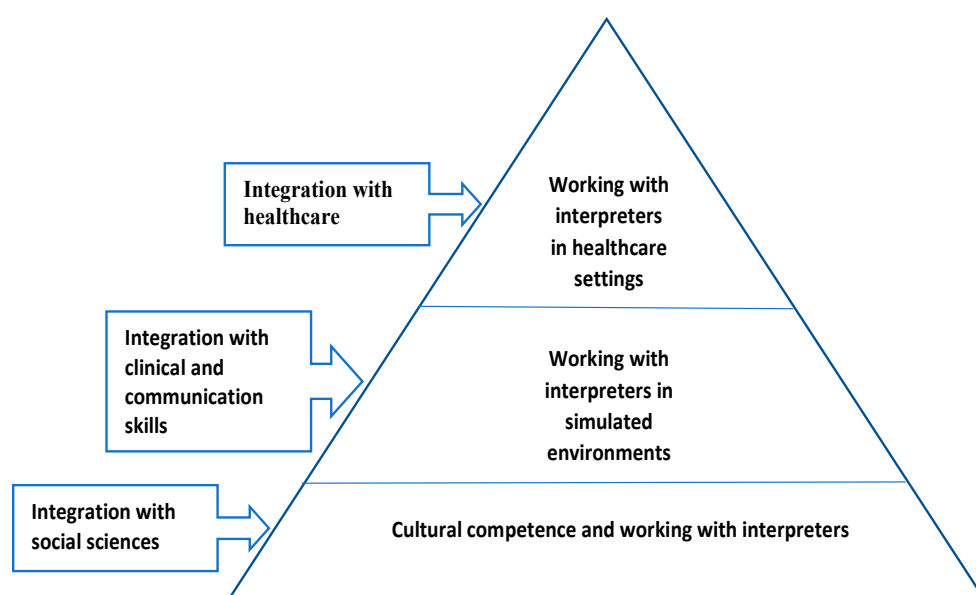 Integration with
healthcare
Working with
interpreters
in healthcare
settings
Integration with
clinical and
communication
skills
Working with
interpreters in
simulated
environments
Integration with
social sciences
Cultural competence and working with interpreters